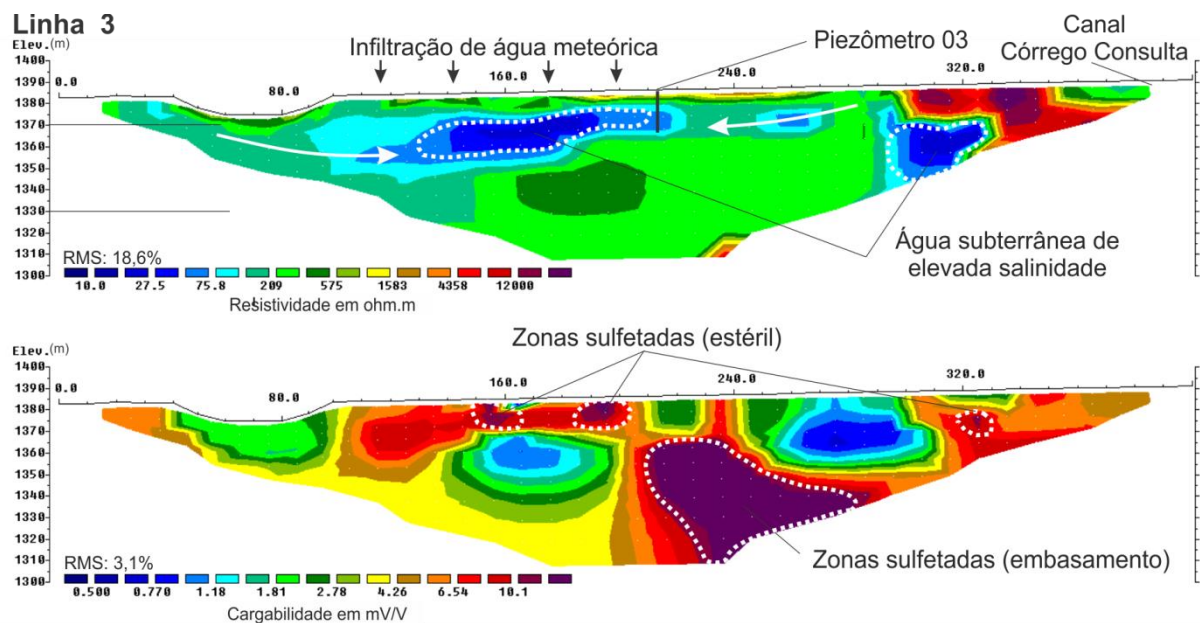 Linha 3
Elev.(m)
Infiltração de água meteórica
Piezômetro 03
Canal
Córrego Consulta
1400
1390
1380
1370
1360
1350
1330
1310
1300
0.0
80.0
160.0
240.0
320.0
Água subterrânea de
elevada salinidade
RMS: 18,6%
10.0 27.5 75.8 209 575 1583 4358 12000
Resistividade em ohm.m
Elev.(m)
Zonas sulfetadas (estéril)
1400
1390
1380
1370
1360
1350
1340
1330
1320
1310
1300
0.0
80.0
160.0
240.0
320.0
Zonas sulfetadas (embasamento)
RMS: 3,1%
0.500 0.770 1.18 1.81 2.78 4.26 6.54 10.1
Cargabilidade em mV/V